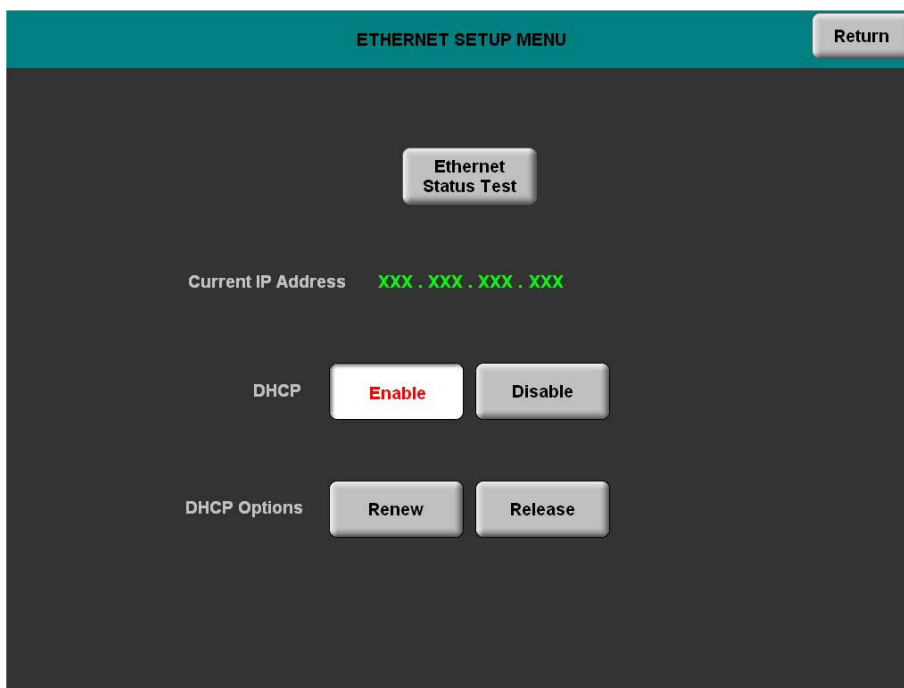 ETHERNET SETUP MENU
Return
Ethernet
Status Test
Current IP Address XXX . XXX . XXX . XXX
DHCP Enable Disable
DHCP Options Renew Release